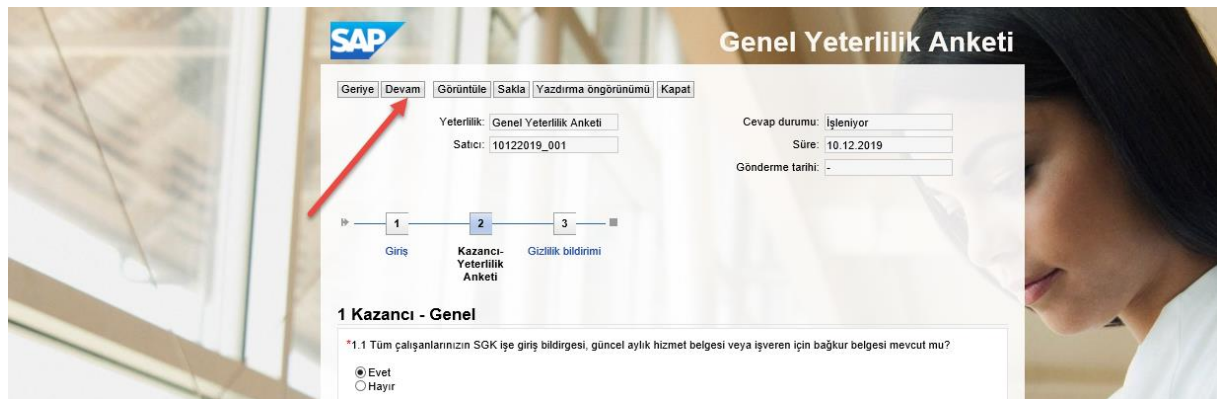 SAP
Genel Yeterlilik Anketi
Geriye Devam Görüntüle Sakla Yazdırma öngörünümü Kapat
Yeterlilik: Genel Yeterlilik Anketi Cevap durumu: İşleniyor
Satıcı: 10122019_001 Süre: 10.12.2019
Gönderme tarihi: -
1 2 3
Giriş Kazancı- Gizlilik bildirimi
Yeterlilik
Anketi
1 Kazancı - Genel
*1.1 Tüm çalışanlarınızın SGK işe giriş bildirgesi, güncel aylık hizmet belgesi veya işveren için bağkur belgesi mevcut mu?
Evet
Hayır